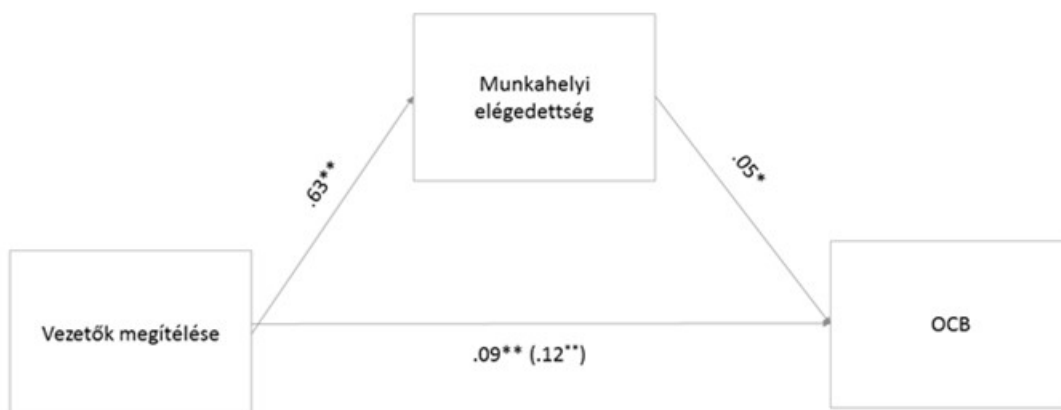 Munkahelyi
elégedettség
.63**
.05*
Vezetők megítélése
OCB
.09** (.12**)